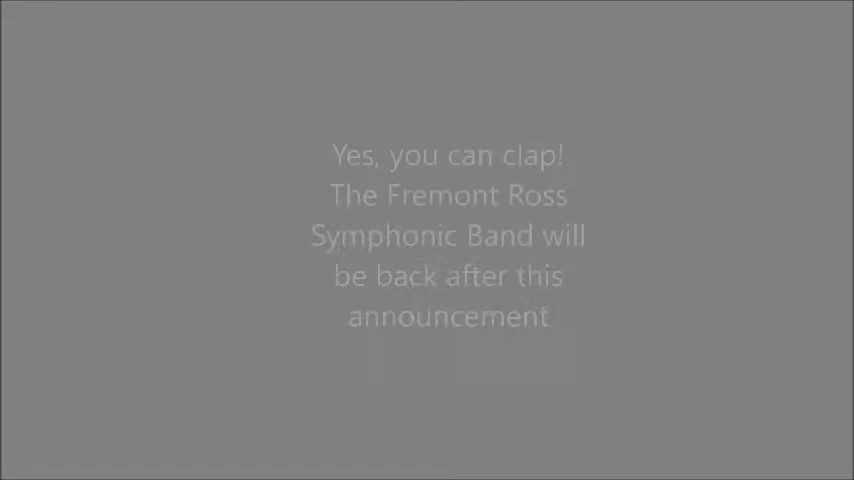 Yes, you can clap!
The Fremont Ross
Symphonic Band will
be back after this
announcement